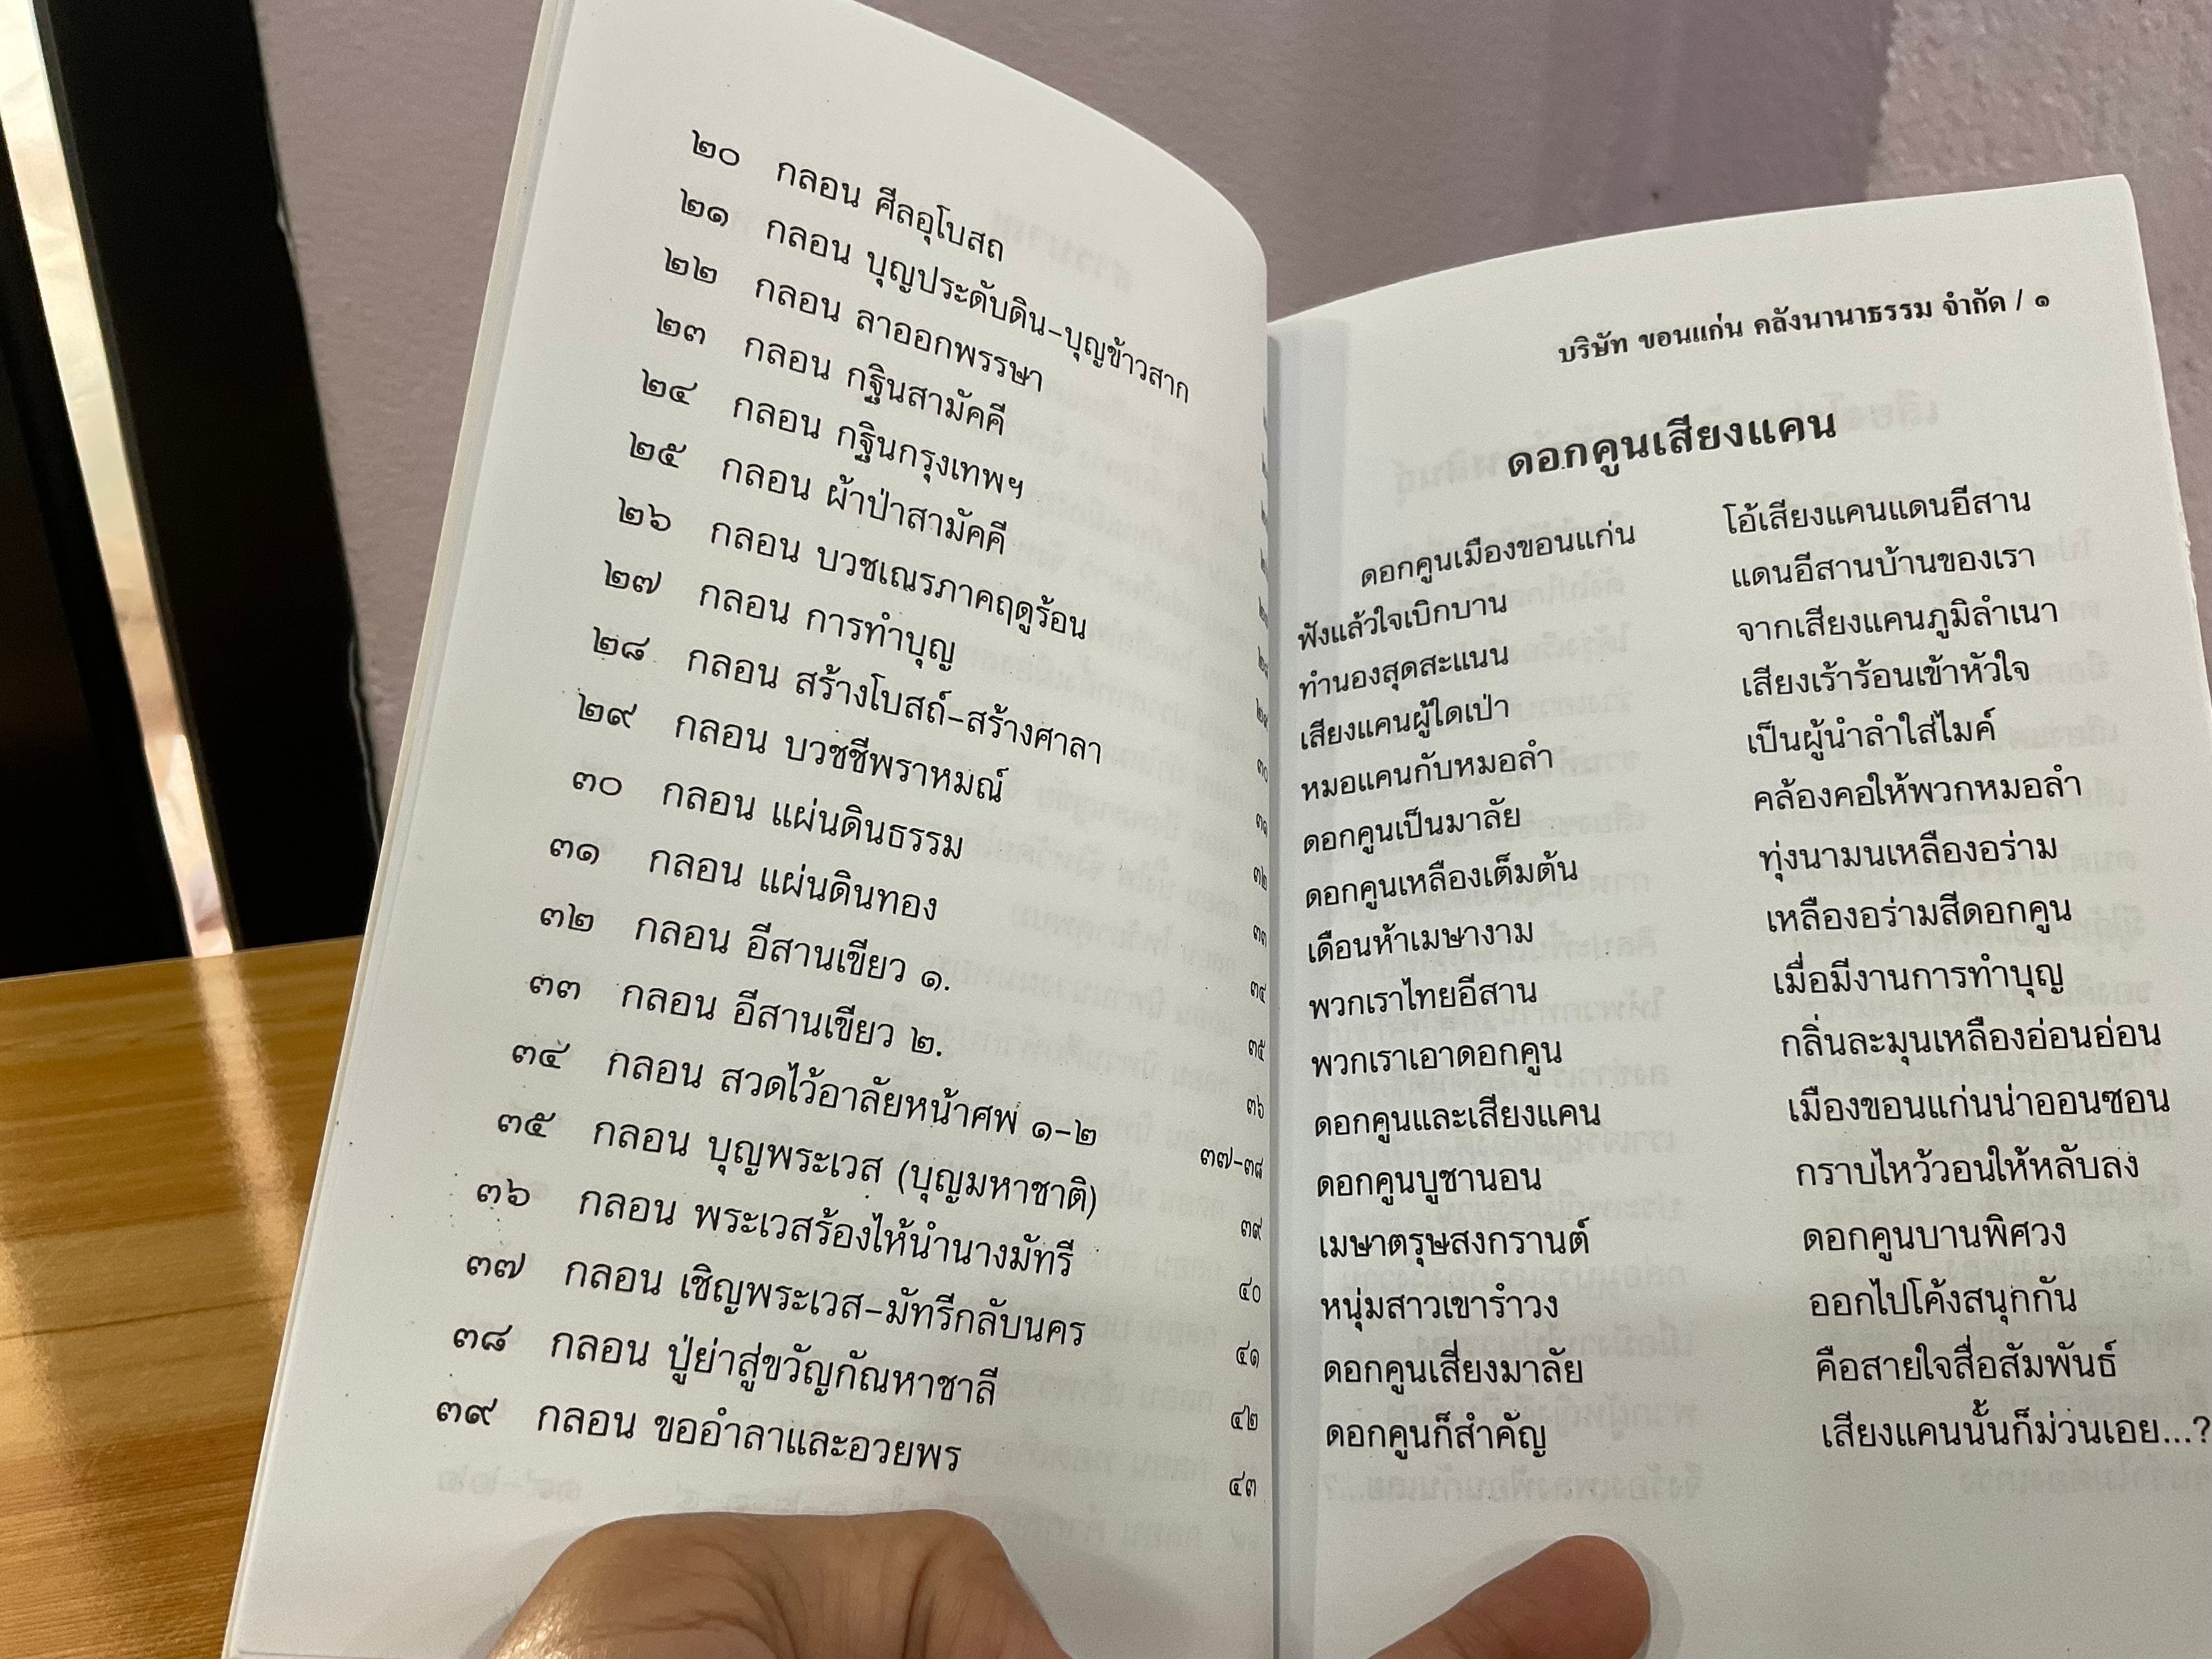 ๒๐ กลอน ศีลอุโบสถ
๒๑ กลอน บุญประดับดิน-บุญข้าวสาก
๒๒ กลอน ลาออกพรรษา
๒๓ กลอน กฐินสามัคคี
๒๔ กลอน กฐินกรุงเทพฯ
๒๕ กลอน ผ้าป่าสามัคคี
๒๖ กลอน บวชเณรภาคฤดูร้อน
๒๗ กลอน การทำบุญ
๒๘ กลอน สร้างโบสถ์-สร้างศาลา
๒๙ กลอน บวชชีพราหมณ์ ๓๐
๓๐ กลอน แผ่นดินธรรม ๓๑
๓๑ กลอน แผ่นดินทอง ๓๒
๓๒ กลอน อีสานเขียว ๑. ๓๓
๓๓ กลอน อีสานเขียว ๒. ๓๔
๓๔ กลอน สวดไว้อาลัยหน้าศพ ๑-๒ ๓๗-๓๘
๓๕ กลอน บุญพระเวส (บุญมหาชาติ) ๓๙
๓๖ กลอน พระเวสร้องไห้นำนางมัทรี ๔๐
๓๗ กลอน เชิญพระเวส-มัทรีกลับนคร ๔๑
๓๘ กลอน ปู่ย่าสู่ขวัญกัณหาชาลี ๔๒
๓๙ กลอน ขออำลาและอวยพร ๔๓
บริษัท ขอนแก่น คลังนานาธรรม จำกัด / ๑
ดอกคูนเสียงแคน
ดอกคูนเมืองขอนแก่น โอ้เสียงแคนแดนอีสาน
ฟังแล้วใจเบิกบาน แดนอีสานบ้านของเรา
ทำนองสุดสะแนน จากเสียงแคนภูมิลำเนา
เสียงแคนผู้ใดเป่า เสียงเร้าร้อนเข้าหัวใจ
หมอแคนกับหมอลำ เป็นผู้นำลำใส่ไมค์
ดอกคูนเป็นมาลัย คล้องคอให้พวกหมอลำ
ดอกคูนเหลืองเต็มต้น ทุ่งนามนเหลืองอร่าม
เดือนห้าเมษางาม เหลืองอร่ามสีดอกคูน
พวกเราไทยอีสาน เมื่อมีงานการทำบุญ
พวกเราเอาดอกคูน กลิ่นละมุนเหลืองอ่อนอ่อน
ดอกคูนและเสียงแคน เมืองขอนแก่นน่าออนซอน
ดอกคูนบูชานอน กราบไหว้วอนให้หลับลง
เมษาตรุษสงกรานต์ ดอกคูนบานพิศวง
หนุ่มสาวเขารำวง ออกไปโค้งสนุกกัน
ดอกคูนเสี่ยงมาลัย คือสายใจสื่อสัมพันธ์
ดอกคูนก็สำคัญ เสียงแคนนั้นก็ม่วนเอย...?